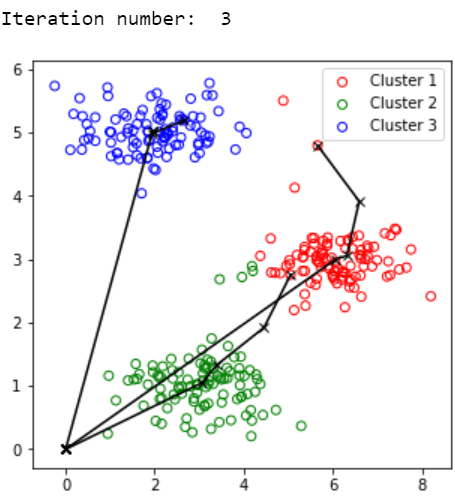 Iteration number:  3
6
5
4
3
2
1
0
Cluster 1
Cluster 2
Cluster 3
0 2 4 6 8